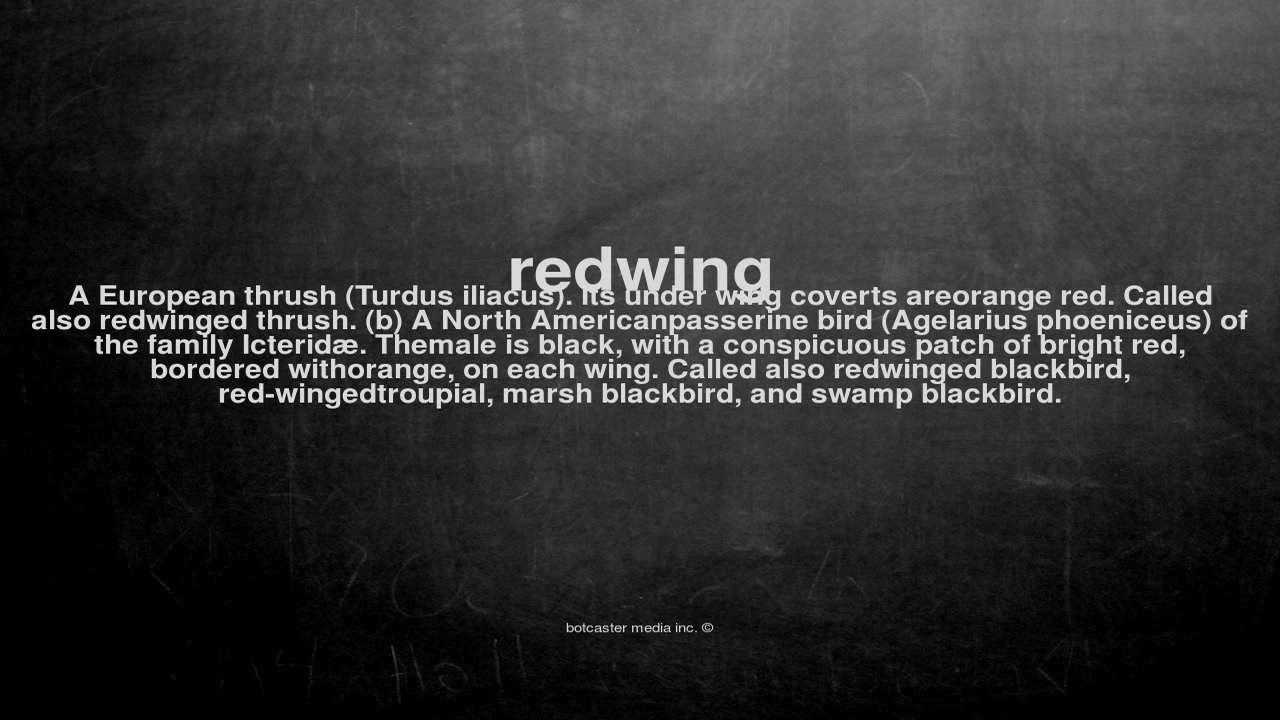 redwing
A European thrush (Turdus iliacus). Its under wing coverts areorange red. Called
also redwinged thrush. (b) A North Americanpasserine bird (Agelarius phoeniceus) of
the family Icteridæ. Themale is black, with a conspicuous patch of bright red,
bordered withorange, on each wing. Called also redwinged blackbird,
red-wingedtroupial, marsh blackbird, and swamp blackbird.
botcaster media inc. ©